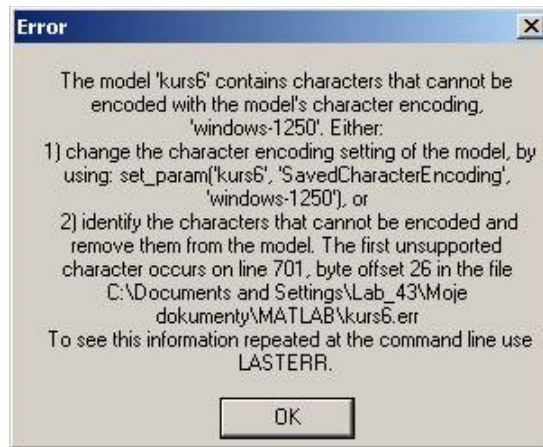 Error
The model 'kurs6' contains characters that cannot be
encoded with the model's character encoding,
'windows-1250'. Either:
1) change the character encoding setting of the model, by
using: set_param('kurs6', 'SavedCharacterEncoding',
'windows-1250'), or
2) identify the characters that cannot be encoded and
remove them from the model. The first unsupported
character occurs on line 701, byte offset 26 in the file
C:\Documents and Settings\Lab_43\Moje
dokumenty\MATLAB\kurs6.err
To see this information repeated at the command line use
LASTERR.
OK